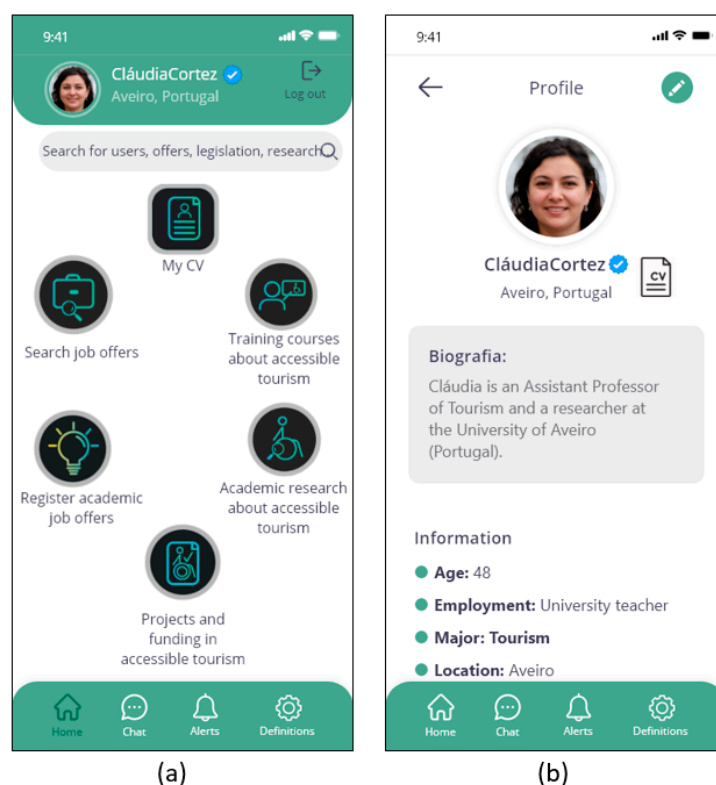 9:41
CláudiaCortez
Aveiro, Portugal
Log out
Search for users, offers, legislation, research
My CV
Search job offers
Training courses
about accessible
tourism
Register academic
job offers
Academic research
about accessible
tourism
Projects and
funding in
accessible tourism
Home
Chat
Alerts
Definitions
(a)
9:41
Profile
CláudiaCortez
CV
Aveiro, Portugal
Biografia:
Cláudia is an Assistant Professor
of Tourism and a researcher at
the University of Aveiro
(Portugal).
Information
Age: 48
Employment: University teacher
Major: Tourism
Location: Aveiro
Home
Chat
Alerts
Definitions
(b)